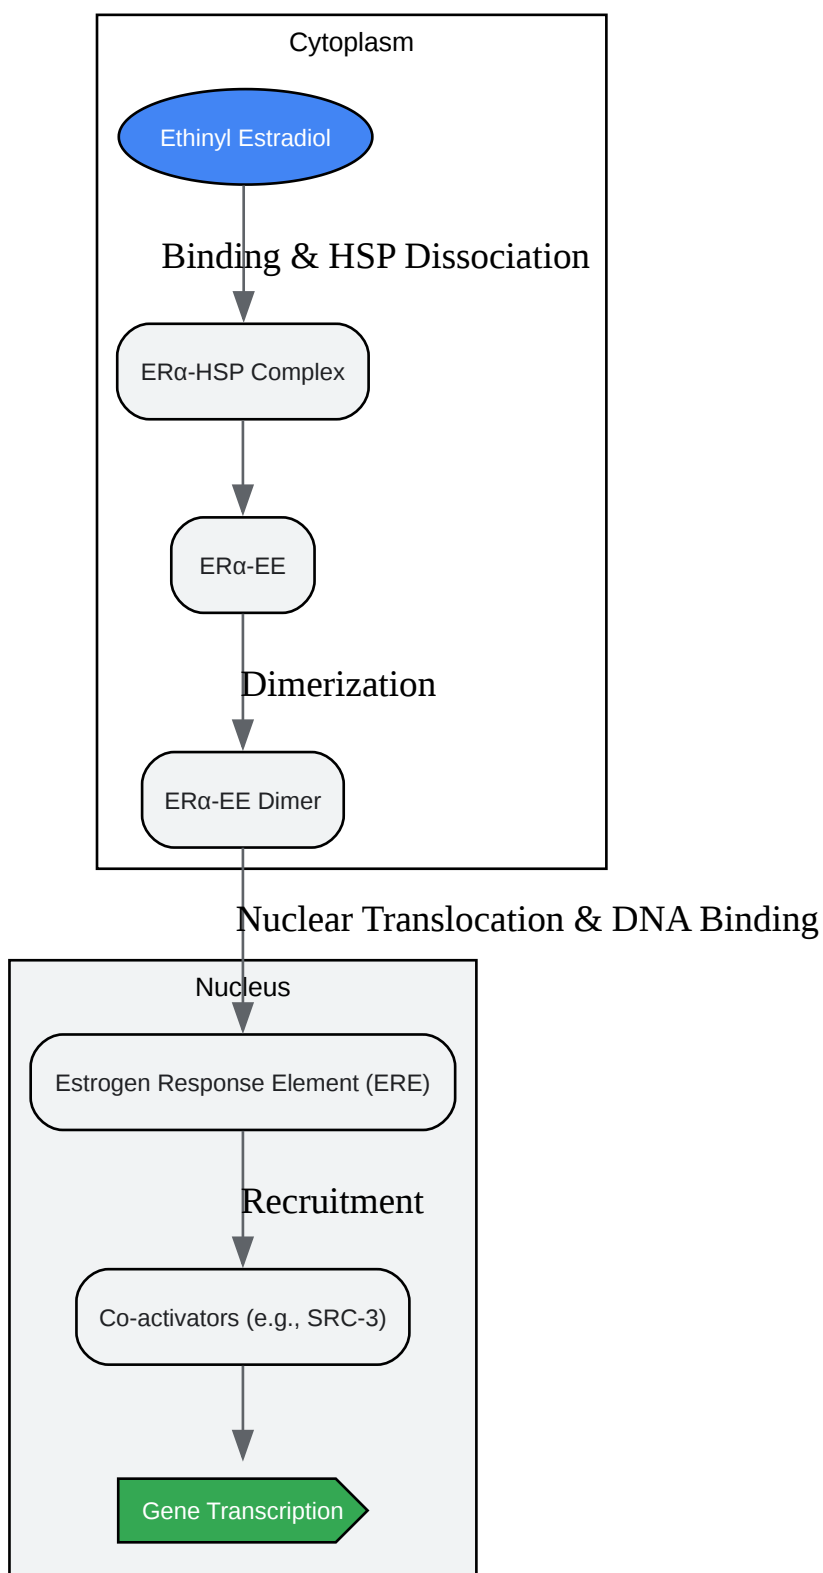 Cytoplasm
Ethinyl Estradiol
Binding & HSP Dissociation
ERα-HSP Complex
ERα-EE
Dimerization
ERα-EE Dimer
Nuclear Translocation & DNA Binding
Nucleus
Estrogen Response Element (ERE)
Recruitment
Co-activators (e.g., SRC-3)
Gene Transcription